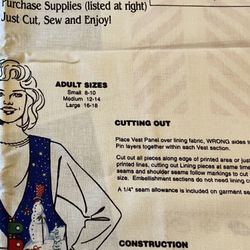 Purchase Supplies (listed at right)
Just Cut, Sew and Enjoy!
ADULT SIZES
Small 8-10
Medium 12-14
Large 16-18
CUTTING OUT
Place Vest Panel over lining fabric, WRONG sides
Pin layers together within each Vest section.
Cut out all pieces along edge of printed area or just
printed lines, cutting out Lining pieces at same time
seams and shoulder seams follow markings to cut
size. Embellishment sections do not need lining
A 1/4" seam allowance is included on garment
CONSTRUCTION